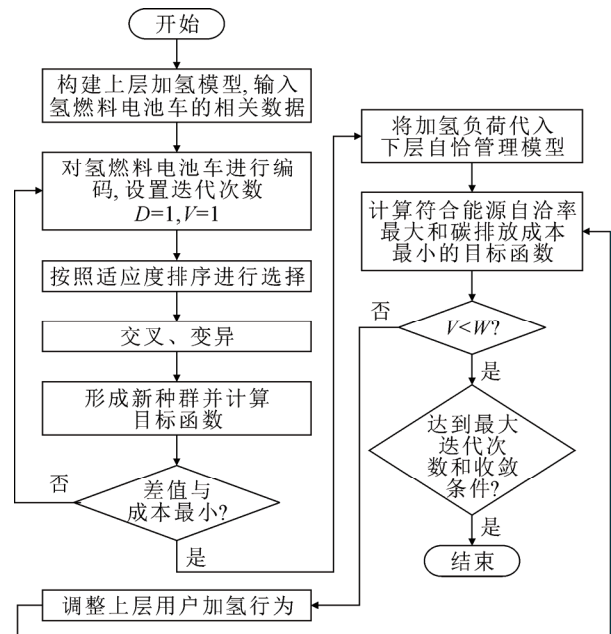 开始
构建上层加氢模型,输入
氢燃料电池车的相关数据
对氢燃料电池车进行编
码,设置迭代次数
D=1,V=1
按照适应度排序进行选择
交叉、变异
形成新种群并计算
目标函数
否
差值与
成本最小?
是
将加氢负荷代入
下层自恰管理模型
计算符合能源自洽率
最大和碳排放成本
最小的目标函数
否
V<W?
是
达到最大
迭代次
数和收敛
条件?
是
结束
调整上层用户加氢行为